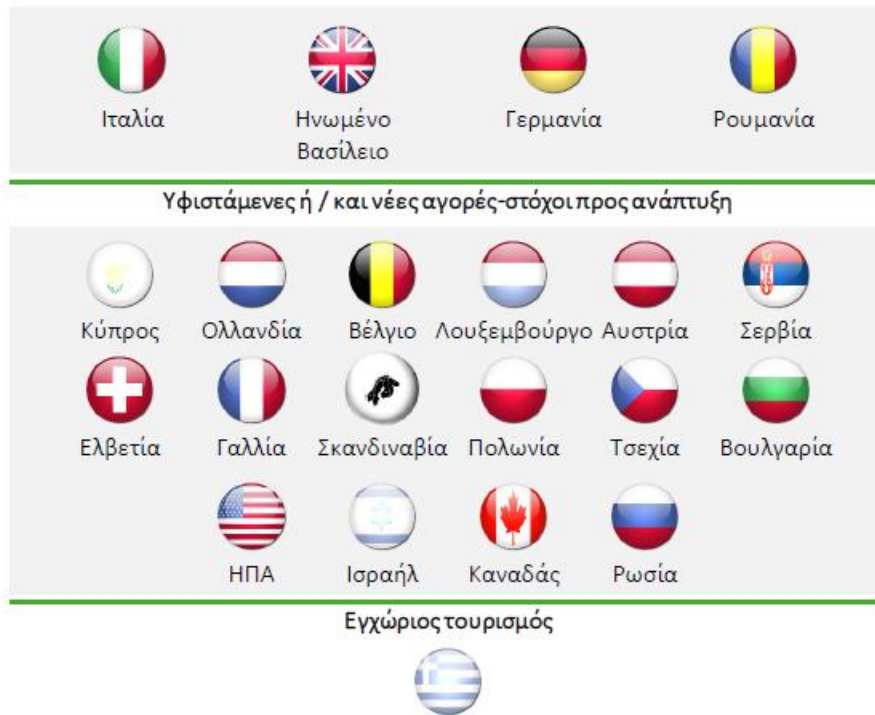 Ιταλία Ηνωμένο Βασίλειο Γερμανία Ρουμανία
Υφιστάμενες ή / και νέες αγορές-στόχοι προς ανάπτυξη
Κύπρος Ολλανδία Βέλγιο Λουξεμβούργο Αυστρία Σερβία
Ελβετία Γαλλία Σκανδιναβία Πολωνία Τσεχία Βουλγαρία
ΗΠΑ Ισραήλ Καναδάς Ρωσία
Εγχώριος τουρισμός